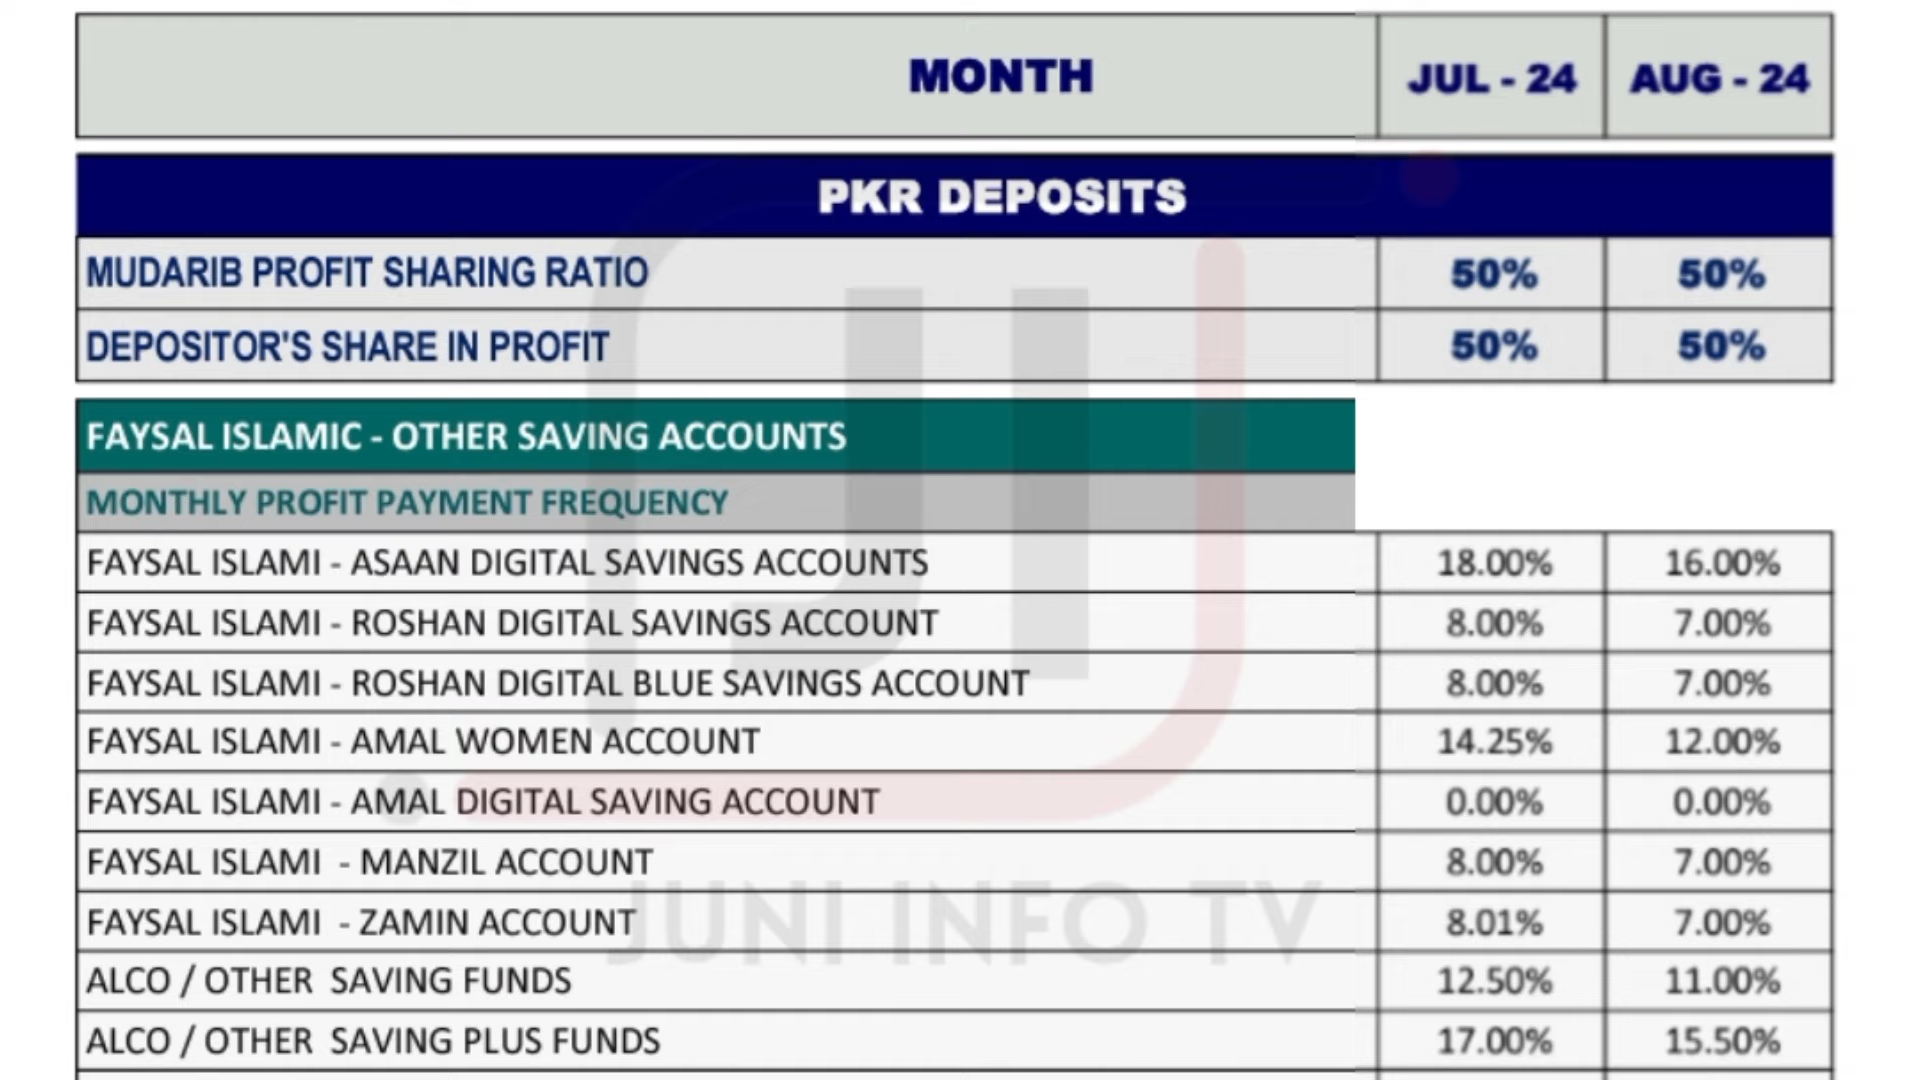 MONTH JUL - 24 AUG - 24
PKR DEPOSITS
MUDARIB PROFIT SHARING RATIO 50% 50%
DEPOSITOR'S SHARE IN PROFIT 50% 50%
FAYSAL ISLAMIC - OTHER SAVING ACCOUNTS
MONTHLY PROFIT PAYMENT FREQUENCY
FAYSAL ISLAMI - ASAAN DIGITAL SAVINGS ACCOUNTS 18.00% 16.00%
FAYSAL ISLAMI - ROSHAN DIGITAL SAVINGS ACCOUNT 8.00% 7.00%
FAYSAL ISLAMI - ROSHAN DIGITAL BLUE SAVINGS ACCOUNT 8.00% 7.00%
FAYSAL ISLAMI - AMAL WOMEN ACCOUNT 14.25% 12.00%
FAYSAL ISLAMI - AMAL DIGITAL SAVING ACCOUNT 0.00% 0.00%
FAYSAL ISLAMI - MANZIL ACCOUNT 8.00% 7.00%
FAYSAL ISLAMI - ZAMIN ACCOUNT 8.01% 7.00%
JUNI INFO TV
ALCO / OTHER SAVING FUNDS 12.50% 11.00%
ALCO / OTHER SAVING PLUS FUNDS 17.00% 15.50%